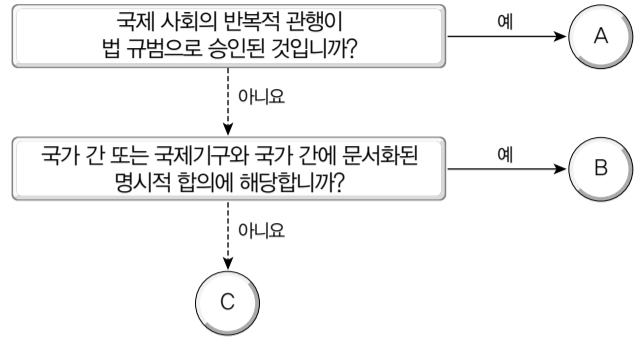 국제 사회의 반복적 관행이
법 규범으로 승인된 것입니까?
예
A
아니요
국가 간 또는 국제기구와 국가 간에 문서화된
명시적 합의에 해당합니까?
예
B
아니요
C